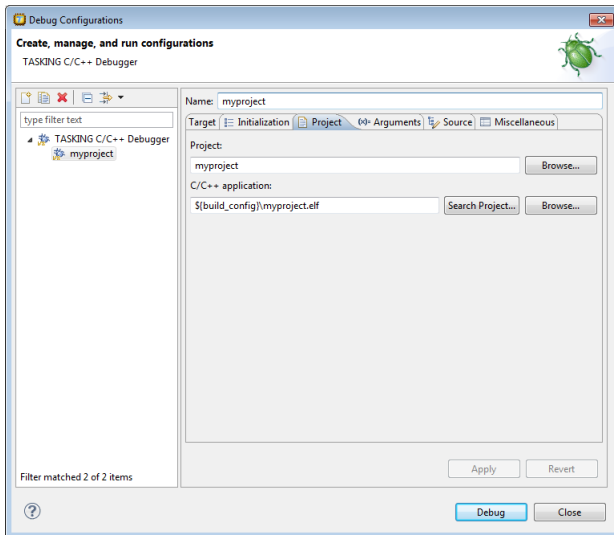 Debug Configurations
Create, manage, and run configurations
TASKING C/C++ Debugger
type filter text
TASKING C/C++ Debugger
myproject
Filter matched 2 of 2 items
Name: myproject
Target Initialization Project (x)= Arguments Source Miscellaneous
Project:
myproject Browse...
C/C++ application:
${build_config}\myproject.elf Search Project... Browse...
Apply Revert
? Debug Close